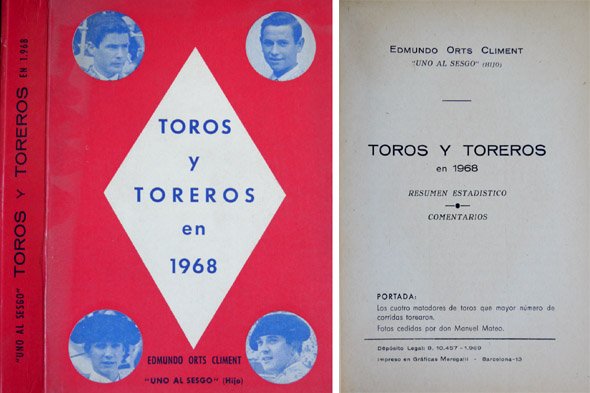 "UNO AL SESGO" TOROS Y TOREROS EN 1.968
TOROS
y
TOREROS
en
1968
EDMUNDO ORTS CLIMENT
"UNO AL SESGO" (Hijo)
EDMUNDO ORTS CLIMENT
"UNO AL SESGO" (HIJO)
TOROS Y TOREROS
en 1968
RESUMEN ESTADISTICO
COMENTARIOS
PORTADA:
Los cuatro matadores de toros que mayor número de
corridas torearon.
Fotos cedidas por don Manuel Mateo.
Depósito Legal: B. 10.457 - 1969
Impreso en Gráficas Meregalli - Barcelona-13